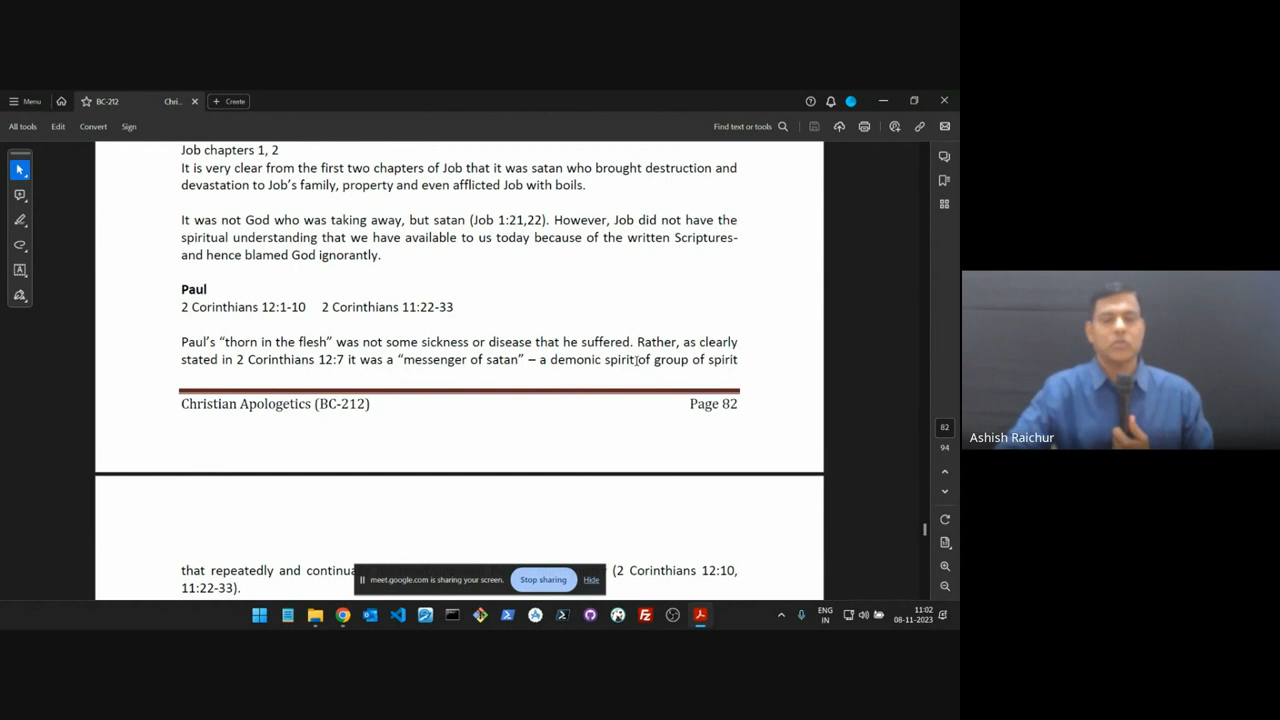 Menu
BC-212
Chri...
Create
All tools
Edit
Convert
Sign
Find text or tools
Job chapters 1, 2
It is very clear from the first two chapters of Job that it was satan who brought destruction and
devastation to Job's family, property and even afflicted Job with boils.
It was not God who was taking away, but satan (Job 1:21,22). However, Job did not have the
spiritual understanding that we have available to us today because of the written Scriptures-
and hence blamed God ignorantly.
Paul
2 Corinthians 12:1-10 2 Corinthians 11:22-33
Paul's “thorn in the flesh” was not some sickness or disease that he suffered. Rather, as clearly
stated in 2 Corinthians 12:7 it was a “messenger of satan” – a demonic spirit of group of spirit
Christian Apologetics (BC-212)
Page 82
82
94
Ashish Raichur
that repeatedly and continua
(2 Corinthians 12:10,
11:22-33).
meet.google.com is sharing your screen.
Stop sharing
Hide
ENG
IN
11:02
08-11-2023